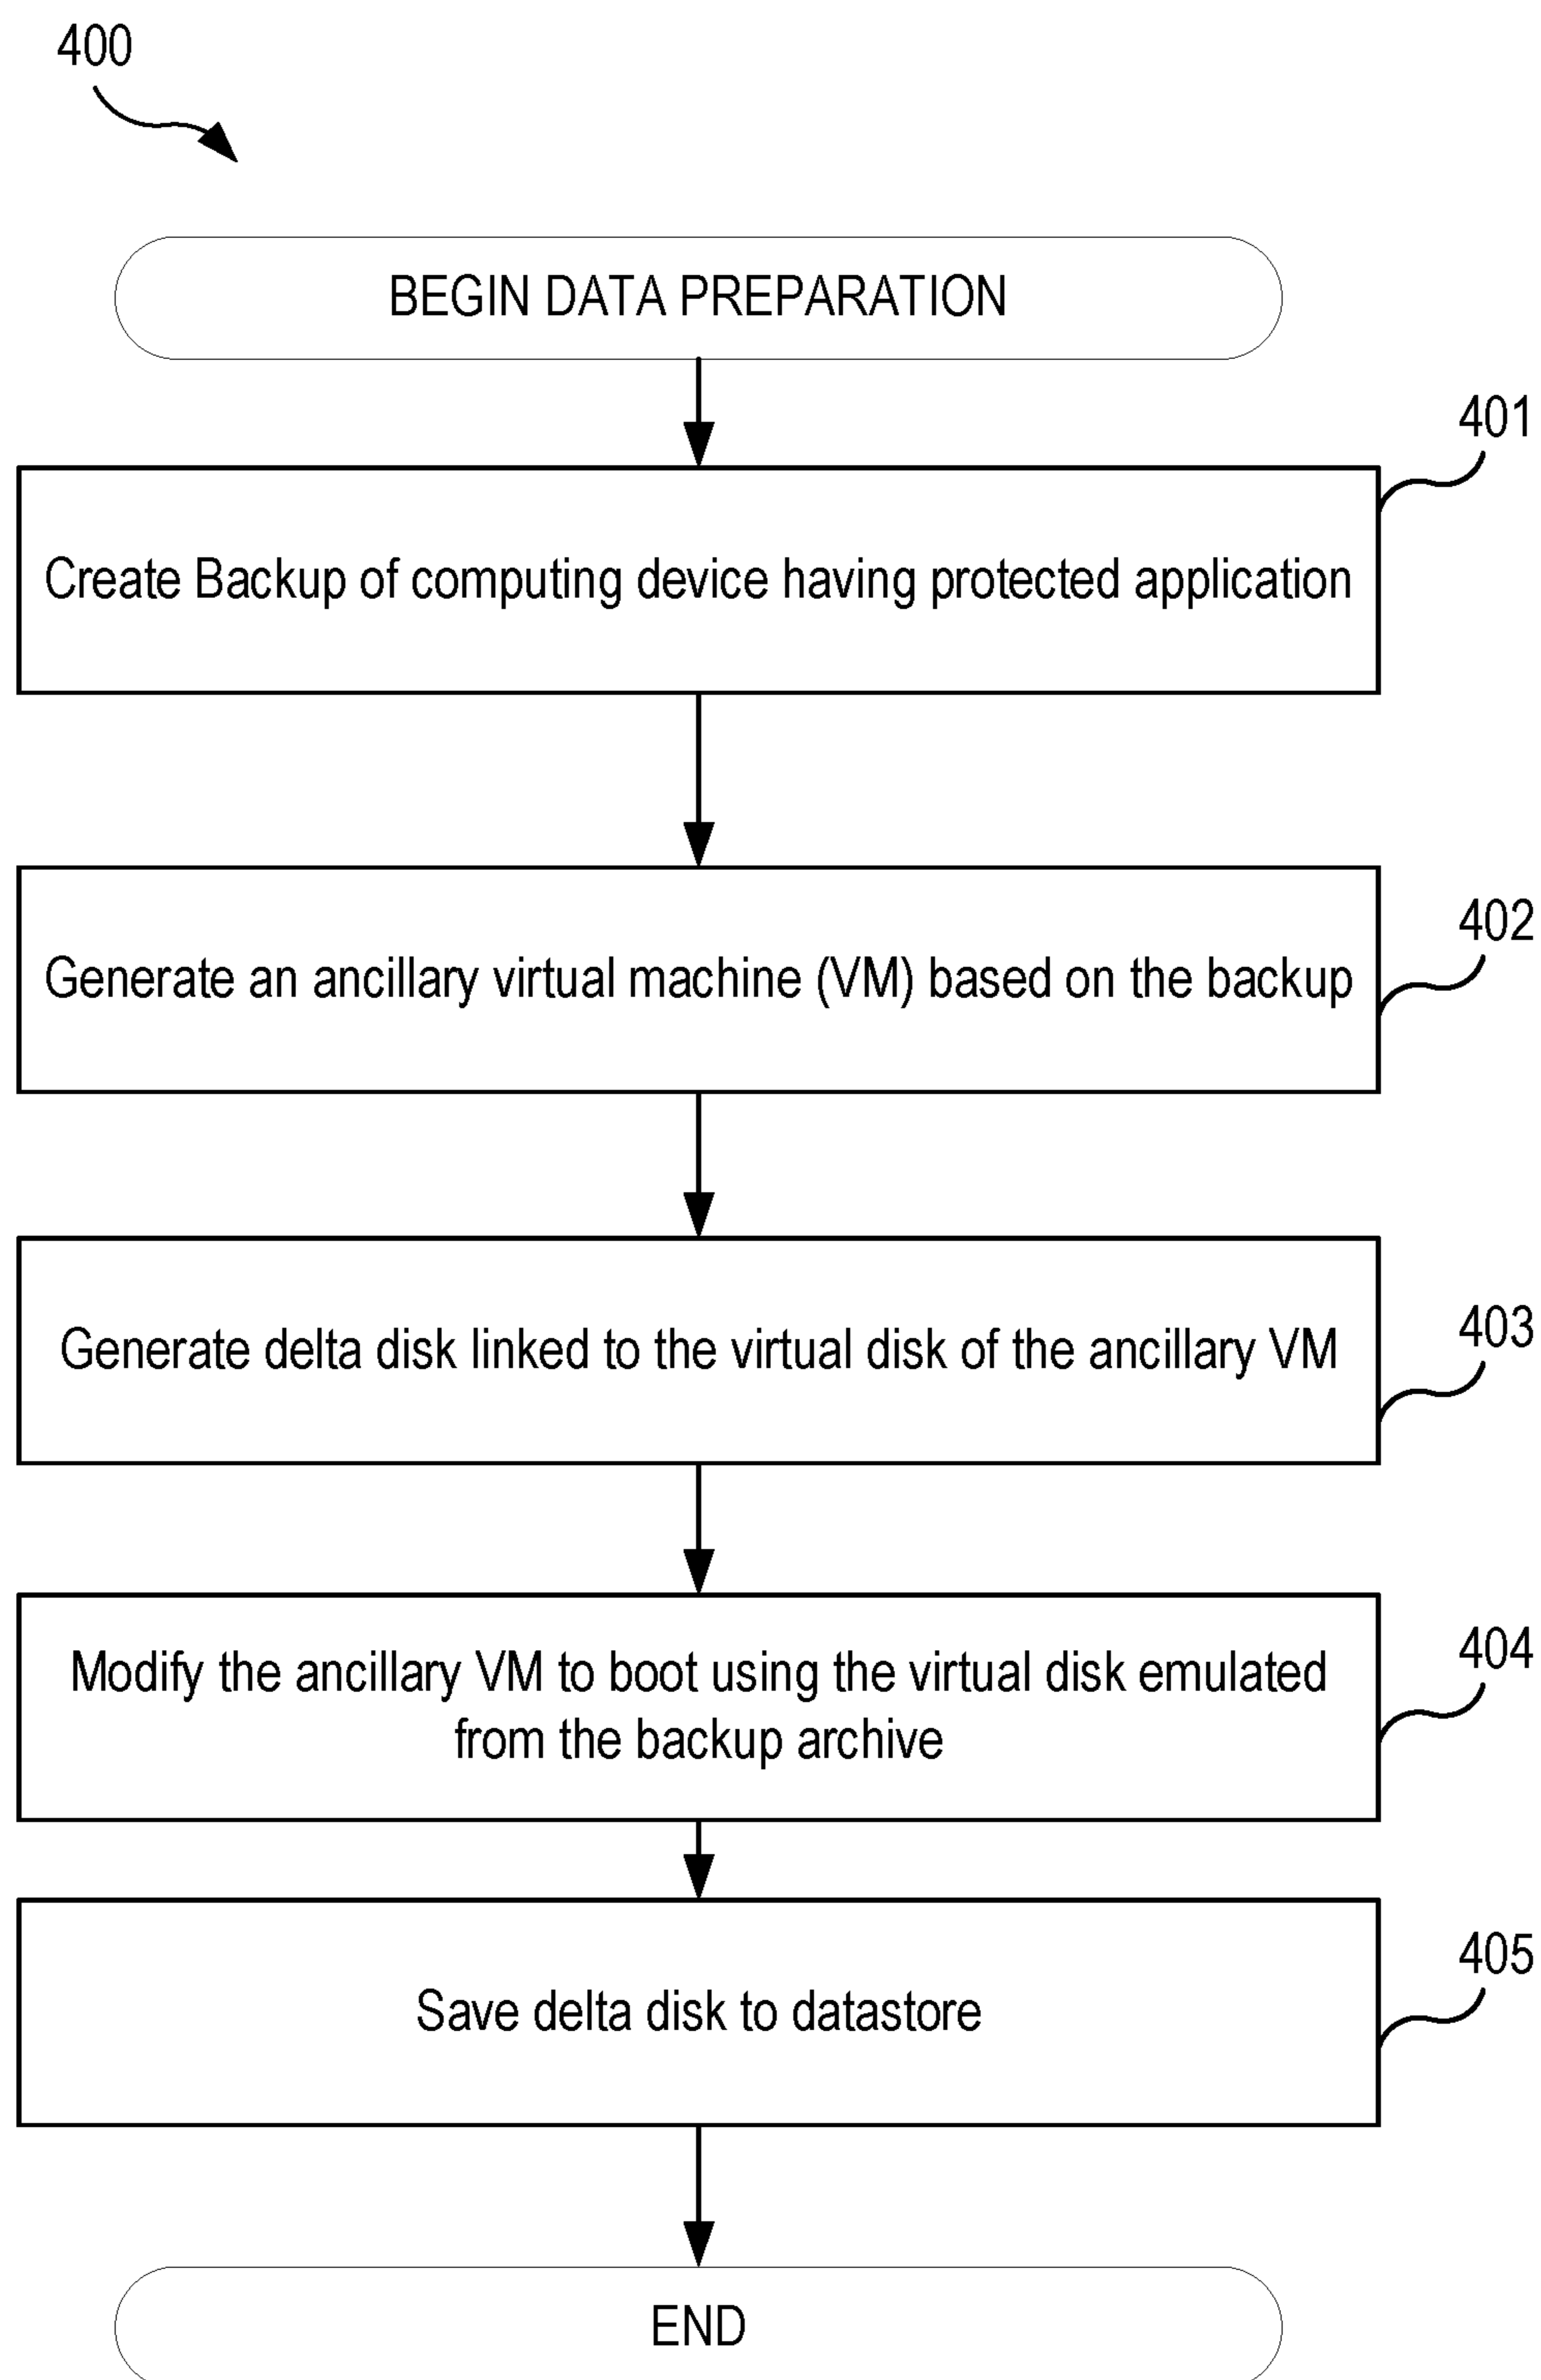 400
BEGIN DATA PREPARATION
401
Create Backup of computing device having protected application
402
Generate an ancillary virtual machine (VM) based on the backup
403
Generate delta disk linked to the virtual disk of the ancillary VM
404
Modify the ancillary VM to boot using the virtual disk emulated
from the backup archive
405
Save delta disk to datastore
END